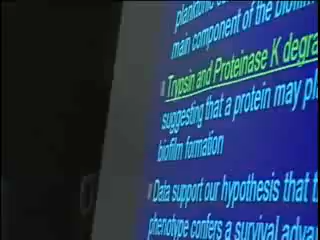 planktonic
main component of the biofilm
Trypsin and Proteinase K degra
suggesting that a protein may pl
biofilm formation
Data support our hypothesis that t
phenotype confers a survival adva